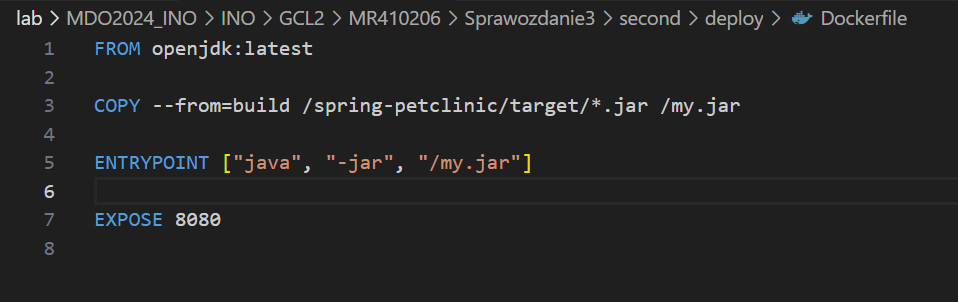 lab > MDO2024_INO > INO > GCL2 > MR410206 > Sprawozdanie3 > second > deploy > Dockerfile
1 FROM openjdk:latest
2
3 COPY --from=build /spring-petclinic/target/*.jar /my.jar
4
5 ENTRYPOINT ["java", "-jar", "/my.jar"]
6
7 EXPOSE 8080
8